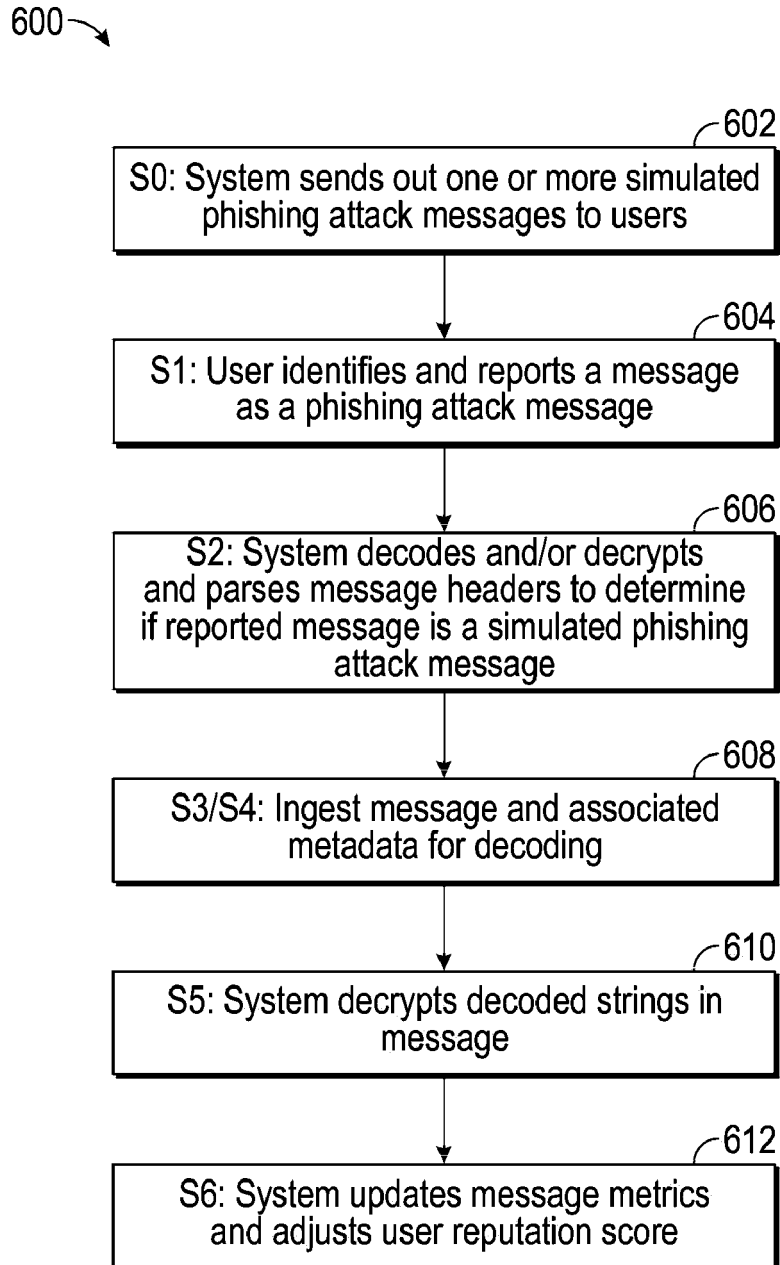 600
602
S0: System sends out one or more simulated
phishing attack messages to users
604
S1: User identifies and reports a message
as a phishing attack message
606
S2: System decodes and/or decrypts
and parses message headers to determine
if reported message is a simulated phishing
attack message
608
S3/S4: Ingest message and associated
metadata for decoding
610
S5: System decrypts decoded strings in
message
612
S6: System updates message metrics
and adjusts user reputation score